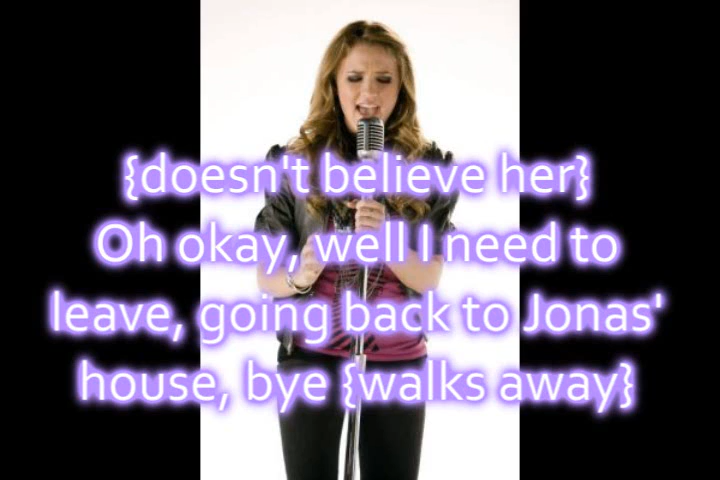 {doesn't believe her}
Oh okay, well I need to
leave, going back to Jonas'
house, bye {walks away}